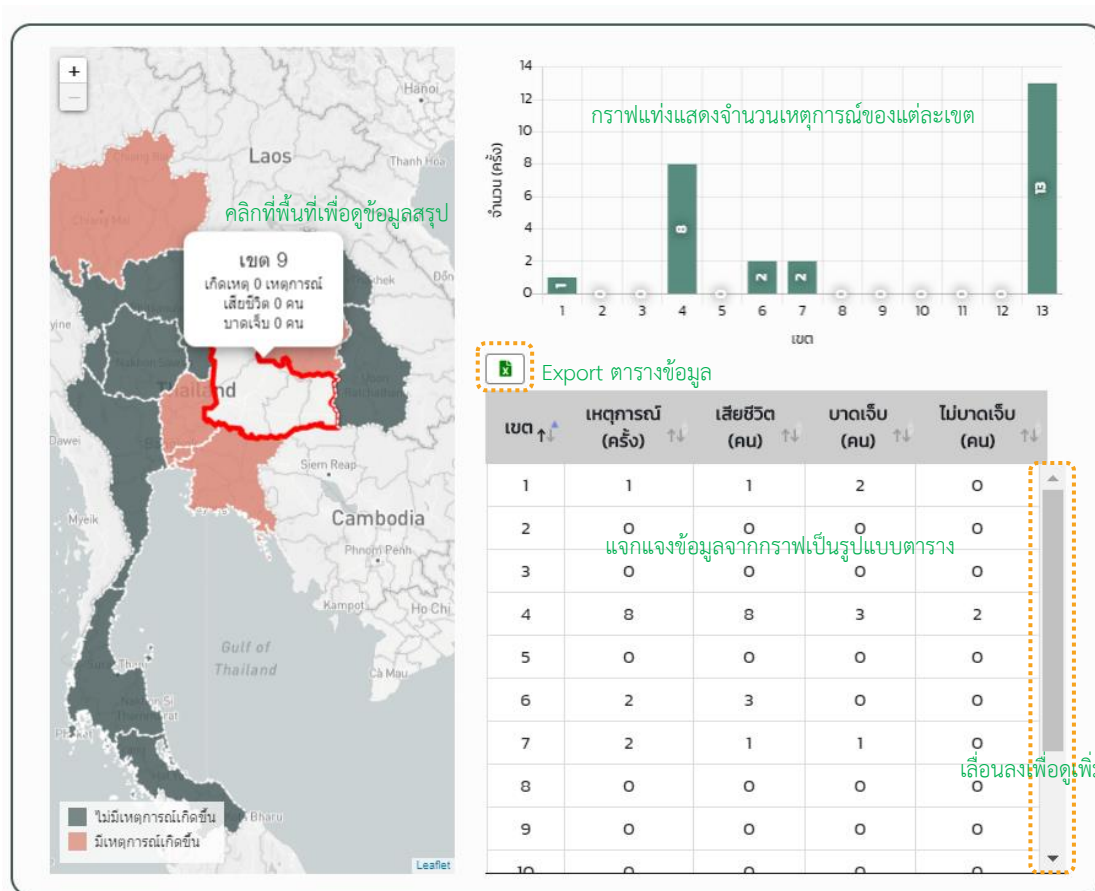 +
−
Hanoi
Laos
Thanh Hoa
Chiang Mai
คลิกที่พื้นที่เพื่อดูข้อมูลสรุป
เขต 9
เกิดเหตุ 0 เหตุการณ์
เสียชีวิต 0 คน
บาดเจ็บ 0 คน
Thailand
Dawei
Siem Reap
Cambodia
Myeik
Phnom Penh
Kampot
Ho Chi
Gulf of
Thailand
Cà Mau
ไม่มีเหตุการณ์เกิดขึ้น
มีเหตุการณ์เกิดขึ้น
Bharu
Leaflet
กราฟแท่งแสดงจำนวนเหตุการณ์ของแต่ละเขต
จำนวน (ครั้ง)
14
12
10
8
6
4
2
0
1 0 0 8 0 2 2 0 0 0 0 0 13
1 2 3 4 5 6 7 8 9 10 11 12 13
เขต
Export ตารางข้อมูล
เขต เหตุการณ์ (ครั้ง) เสียชีวิต (คน) บาดเจ็บ (คน) ไม่บาดเจ็บ (คน)
1 1 1 2 0
2 0 0 0 0
แจกแจงข้อมูลจากกราฟเป็นรูปแบบตาราง
3 0 0 0 0
4 8 8 3 2
5 0 0 0 0
6 2 3 0 0
7 2 1 1 0
เลื่อนลงเพื่อดูเพิ่ม
8 0 0 0 0
9 0 0 0 0
10 0 0 0 0